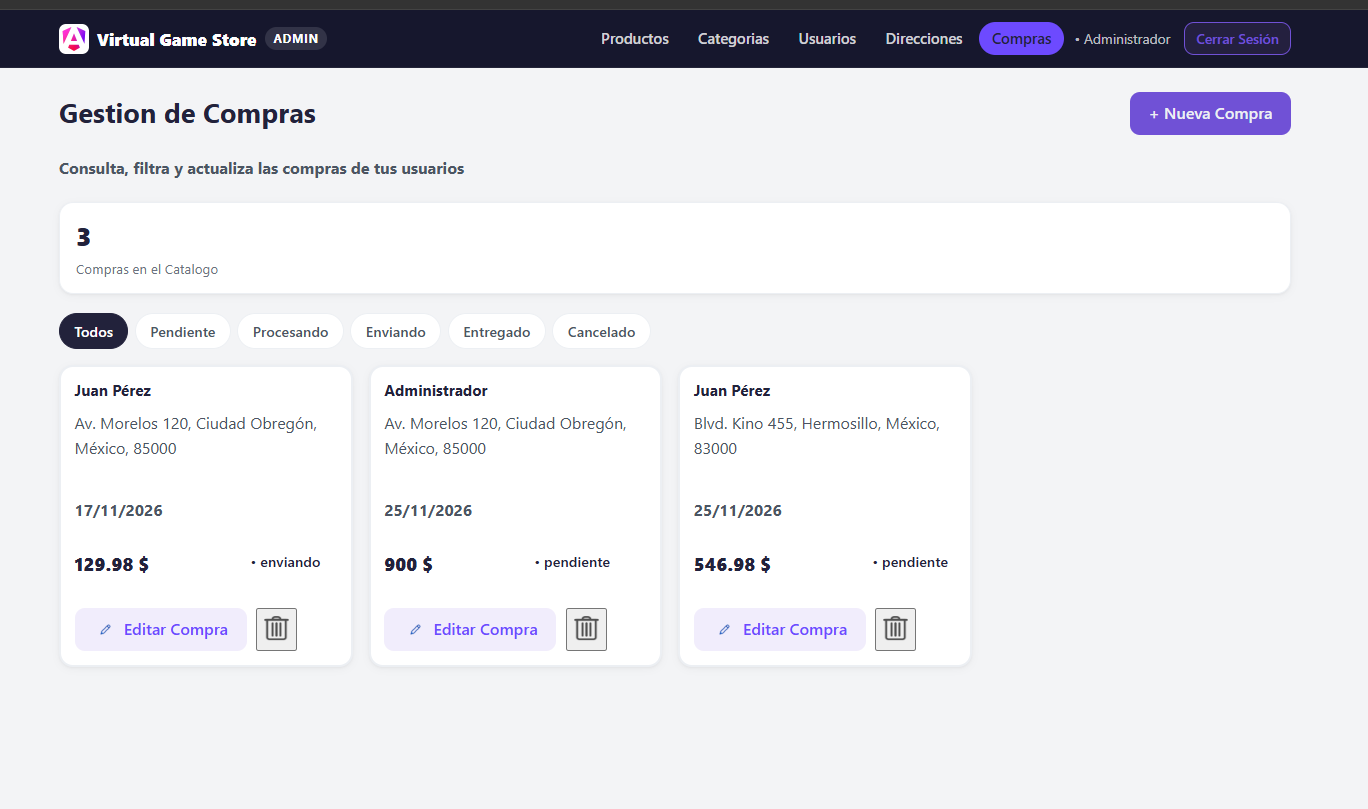 Virtual Game Store ADMIN Productos Categorias Usuarios Direcciones Compras • Administrador Cerrar Sesión
Gestion de Compras
+ Nueva Compra
Consulta, filtra y actualiza las compras de tus usuarios
3
Compras en el Catalogo
Todos Pendiente Procesando Enviando Entregado Cancelado
Juan Pérez
Av. Morelos 120, Ciudad Obregón,
México, 85000
17/11/2026
129.98 $ • enviando
Editar Compra
Administrador
Av. Morelos 120, Ciudad Obregón,
México, 85000
25/11/2026
900 $ • pendiente
Editar Compra
Juan Pérez
Blvd. Kino 455, Hermosillo, México,
83000
25/11/2026
546.98 $ • pendiente
Editar Compra